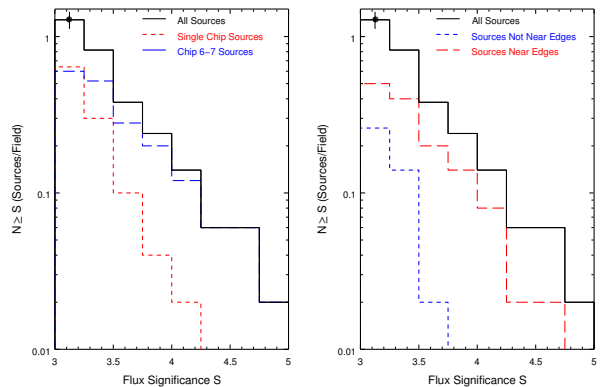 All Sources
Single Chip Sources
Chip 6−7 Sources
N ≥ S (Sources/Field)
1
0.1
0.01
3
3.5
4
4.5
5
Flux Significance S
All Sources
Sources Not Near Edges
Sources Near Edges
N ≥ S (Sources/Field)
1
0.1
0.01
3
3.5
4
4.5
5
Flux Significance S